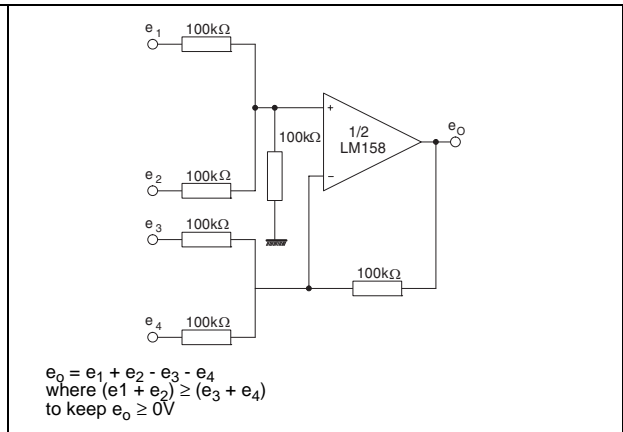 e1 100kΩ
100kΩ
1/2
LM158
+
-
eO
e2 100kΩ
e3 100kΩ
100kΩ
e4 100kΩ
eo = e1 + e2 - e3 - e4
where (e1 + e2) ≥ (e3 + e4)
to keep eo ≥ 0V